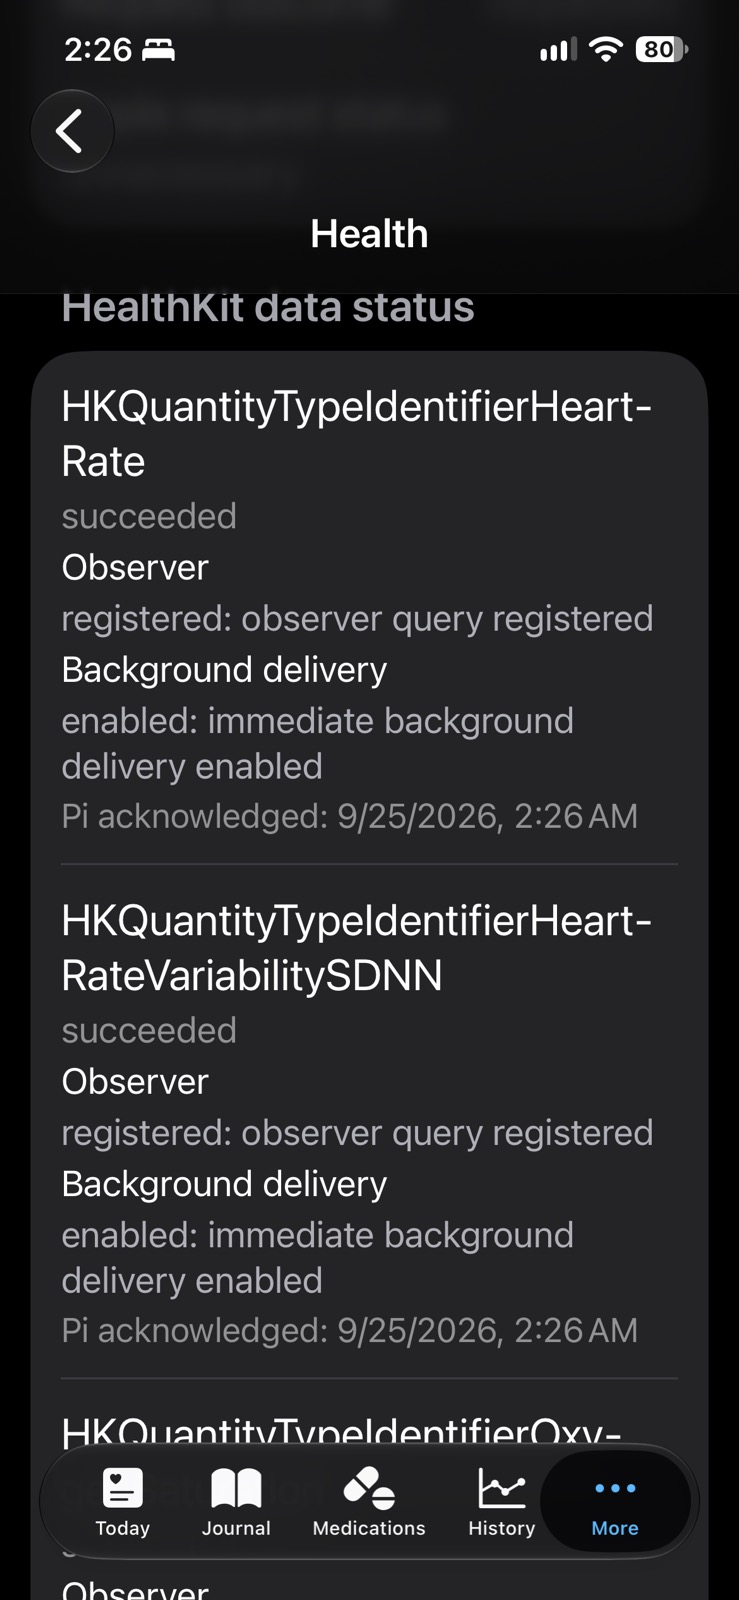 2:26
80
Health
HealthKit data status
HKQuantityTypeIdentifierHeart-
Rate
succeeded
Observer
registered: observer query registered
Background delivery
enabled: immediate background
delivery enabled
Pi acknowledged: 9/25/2026, 2:26 AM
HKQuantityTypeIdentifierHeart-
RateVariabilitySDNN
succeeded
Observer
registered: observer query registered
Background delivery
enabled: immediate background
delivery enabled
Pi acknowledged: 9/25/2026, 2:26 AM
HKQuantityTypeIdentifierOxy-
Today
Journal
Medications
History
More
Observer